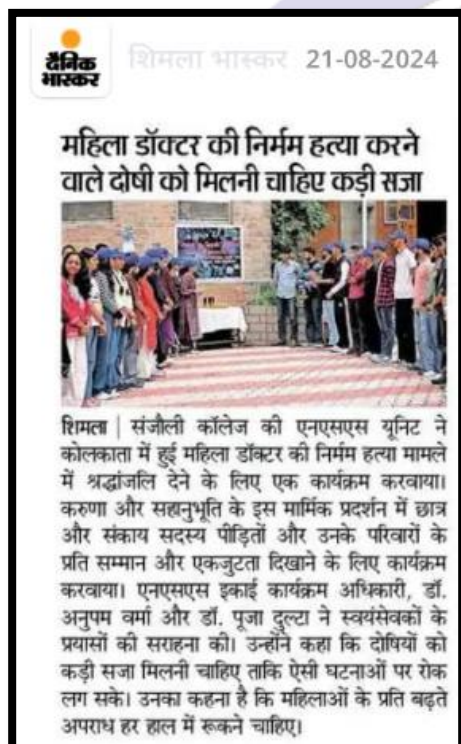 दैनिक
भास्कर
शिमला भास्कर 21-08-2024
महिला डॉक्टर की निर्मम हत्या करने
वाले दोषी को मिलनी चाहिए कड़ी सजा
शिमला | संजौली कॉलेज की एनएसएस यूनिट ने
कोलकाता में हुई महिला डॉक्टर की निर्मम हत्या मामले
में श्रद्धांजलि देने के लिए एक कार्यक्रम करवाया।
करुणा और सहानुभूति के इस मार्मिक प्रदर्शन में छात्र
और संकाय सदस्य पीड़ितों और उनके परिवारों के
प्रति सम्मान और एकजुटता दिखाने के लिए कार्यक्रम
करवाया। एनएसएस इकाई कार्यक्रम अधिकारी, डॉ.
अनुपम वर्मा और डॉ. पूजा दुल्टा ने स्वयंसेवकों के
प्रयासों की सराहना की। उन्होंने कहा कि दोषियों को
कड़ी सजा मिलनी चाहिए ताकि ऐसी घटनाओं पर रोक
लग सके। उनका कहना है कि महिलाओं के प्रति बढ़ते
अपराध हर हाल में रूकने चाहिए।